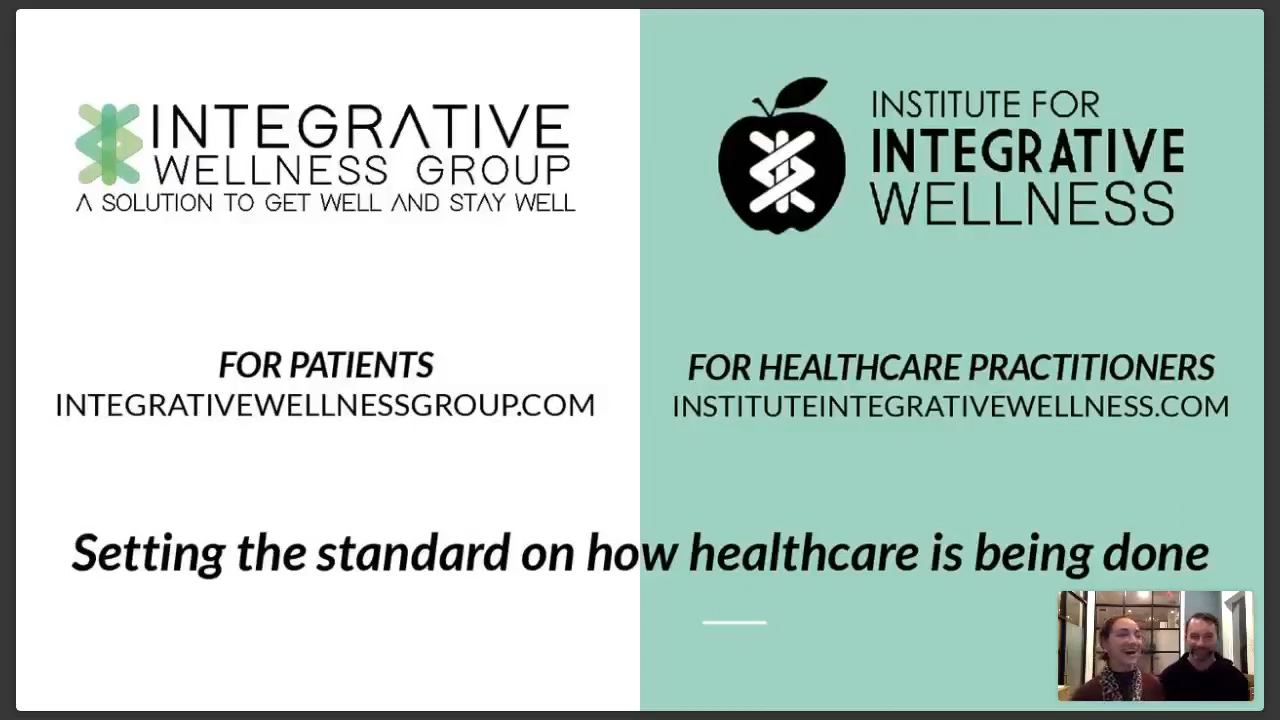 INTEGRATIVE
WELLNESS GROUP
A SOLUTION TO GET WELL AND STAY WELL
FOR PATIENTS
INTEGRATIVEWELLNESSGROUP.COM
INSTITUTE FOR
INTEGRATIVE
WELLNESS
FOR HEALTHCARE PRACTITIONERS
INSTITUTEINTEGRATIVEWELLNESS.COM
Setting the standard on how healthcare is being done